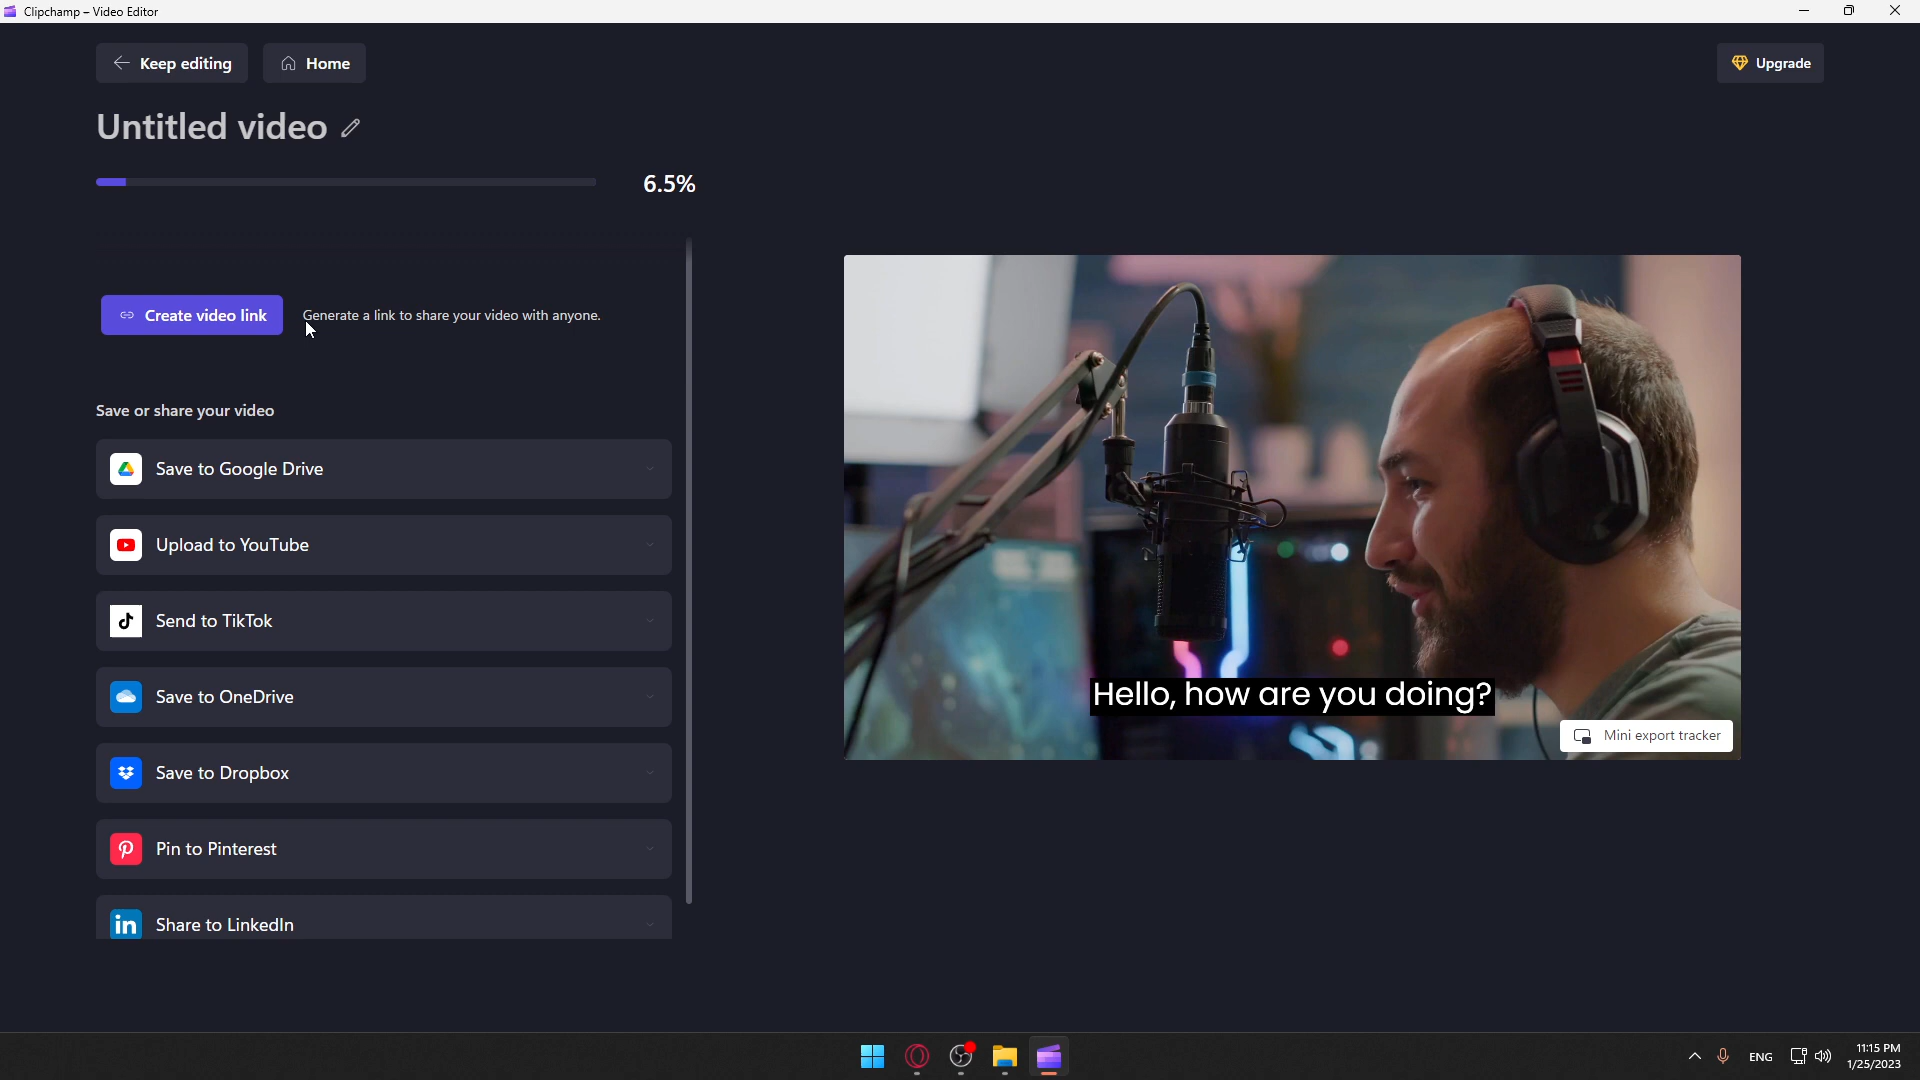 Clipchamp – Video Editor
Keep editing
Home
Upgrade
Untitled video
6.5%
Create video link
Generate a link to share your video with anyone.
Save or share your video
Save to Google Drive
Upload to YouTube
Send to TikTok
Save to OneDrive
Save to Dropbox
Pin to Pinterest
Share to LinkedIn
Hello, how are you doing?
Mini export tracker
ENG
11:15 PM
1/25/2023